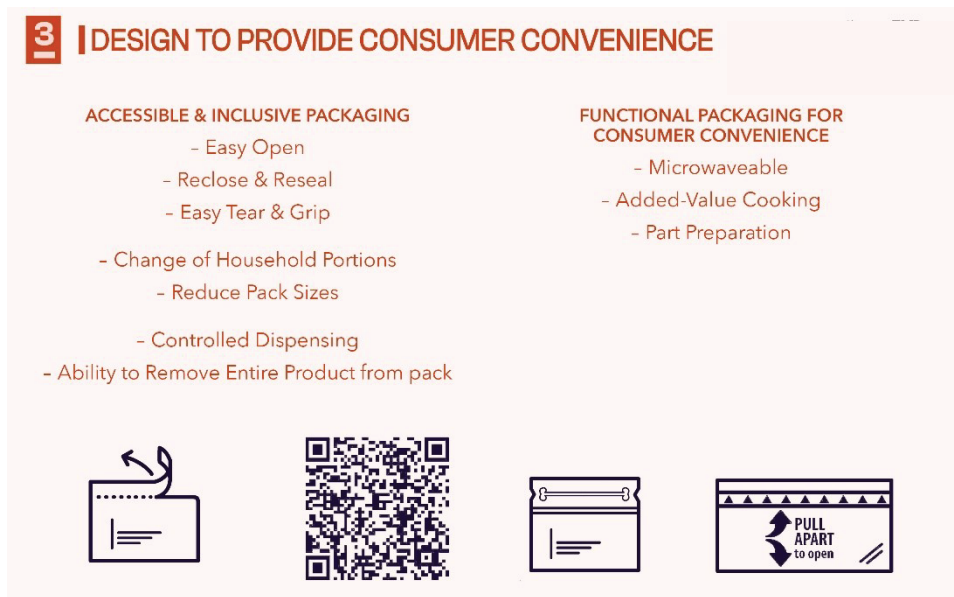 3
DESIGN TO PROVIDE CONSUMER CONVENIENCE
ACCESSIBLE & INCLUSIVE PACKAGING
– Easy Open
– Reclose & Reseal
– Easy Tear & Grip
– Change of Household Portions
– Reduce Pack Sizes
– Controlled Dispensing
– Ability to Remove Entire Product from pack
FUNCTIONAL PACKAGING FOR
CONSUMER CONVENIENCE
– Microwaveable
– Added-Value Cooking
– Part Preparation
PULL
APART
to open